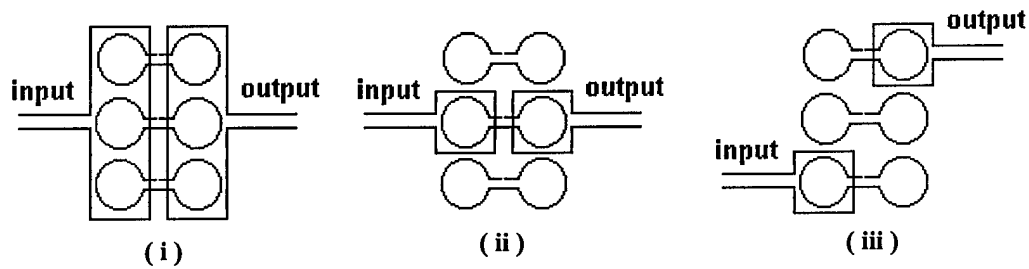 input
output
( i )
input
output
( ii )
output
input
( iii )